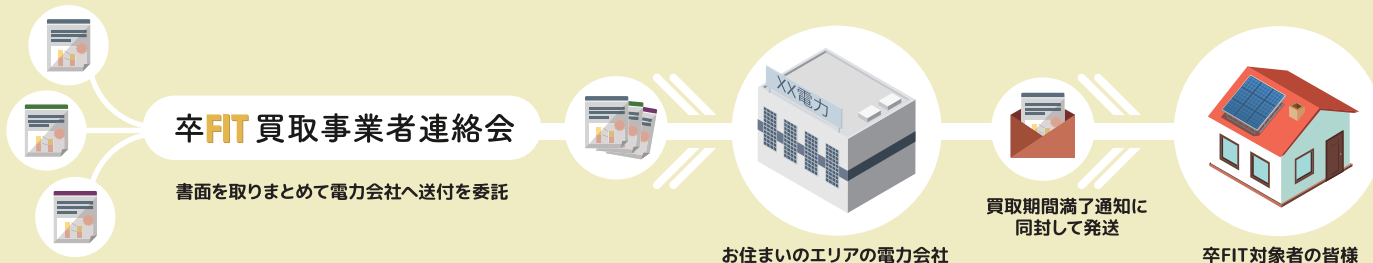 卒FIT買取事業者連絡会
書面を取りまとめて電力会社へ送付を委託
XX電力
お住まいのエリアの電力会社
買取期間満了通知に
同封して発送
卒FIT対象者の皆様